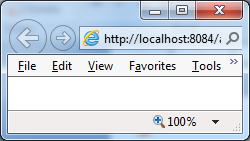 http://localhost:8084/a
File Edit View Favorites Tools »
100%